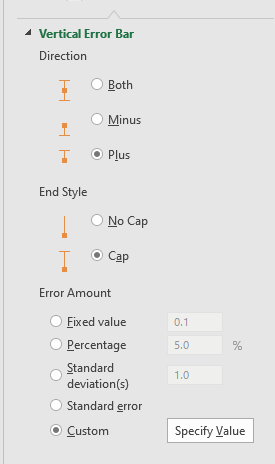 Vertical Error Bar
Direction
Both
Minus
Plus
End Style
No Cap
Cap
Error Amount
Fixed value 0.1
Percentage 5.0 %
Standard
deviation(s) 1.0
Standard error
Custom Specify Value